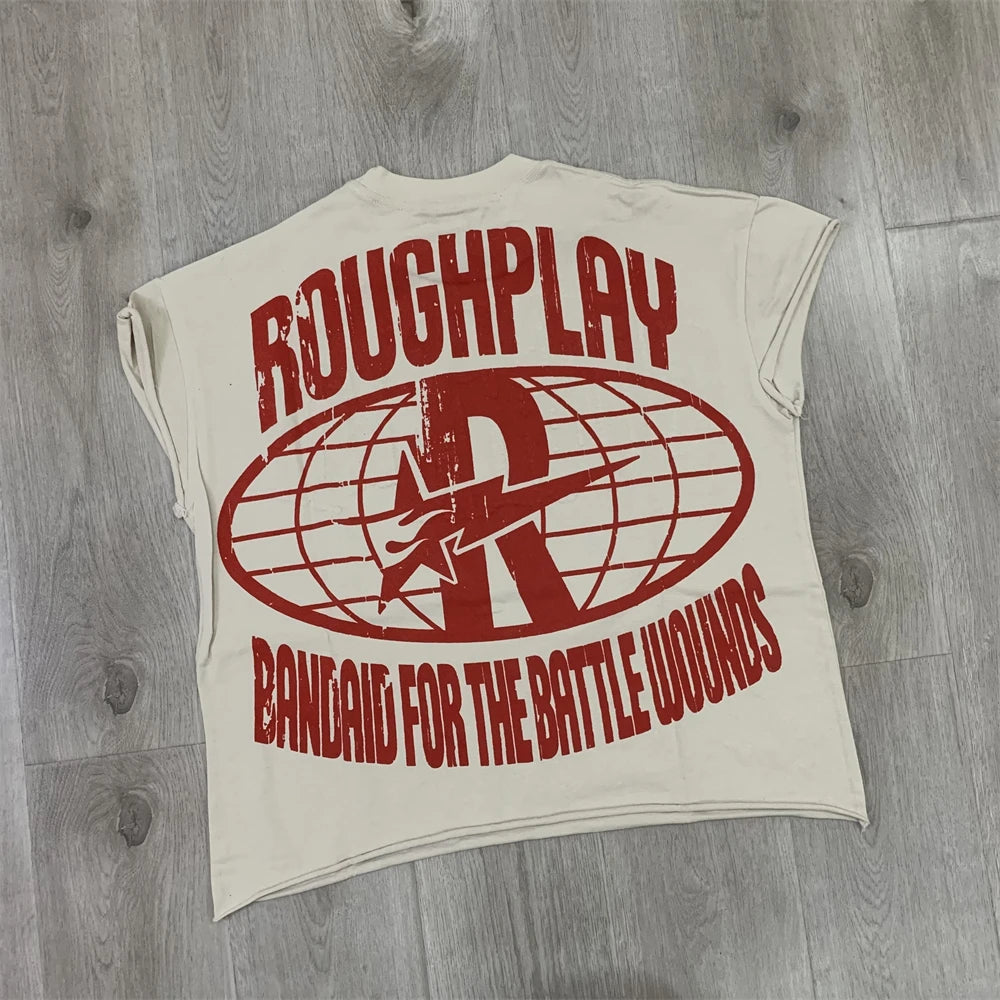 ROUGHPLAY
R
BANDAID FOR THE BATTLE WOUNDS